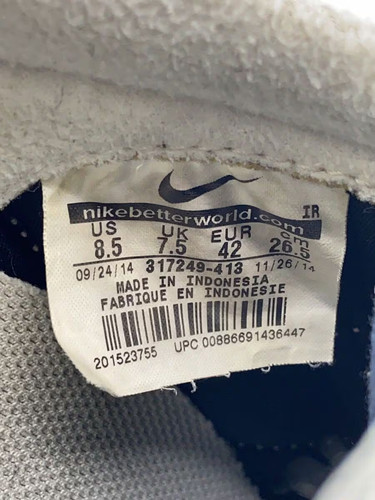 IR
nikebetterworld.com
US UK EUR cm
8.5 7.5 42 26.5
09/24/14 317249-413 11/26/14
MADE IN INDONESIA
FABRIQUE EN INDONESIE
201523755 UPC 00886691436447